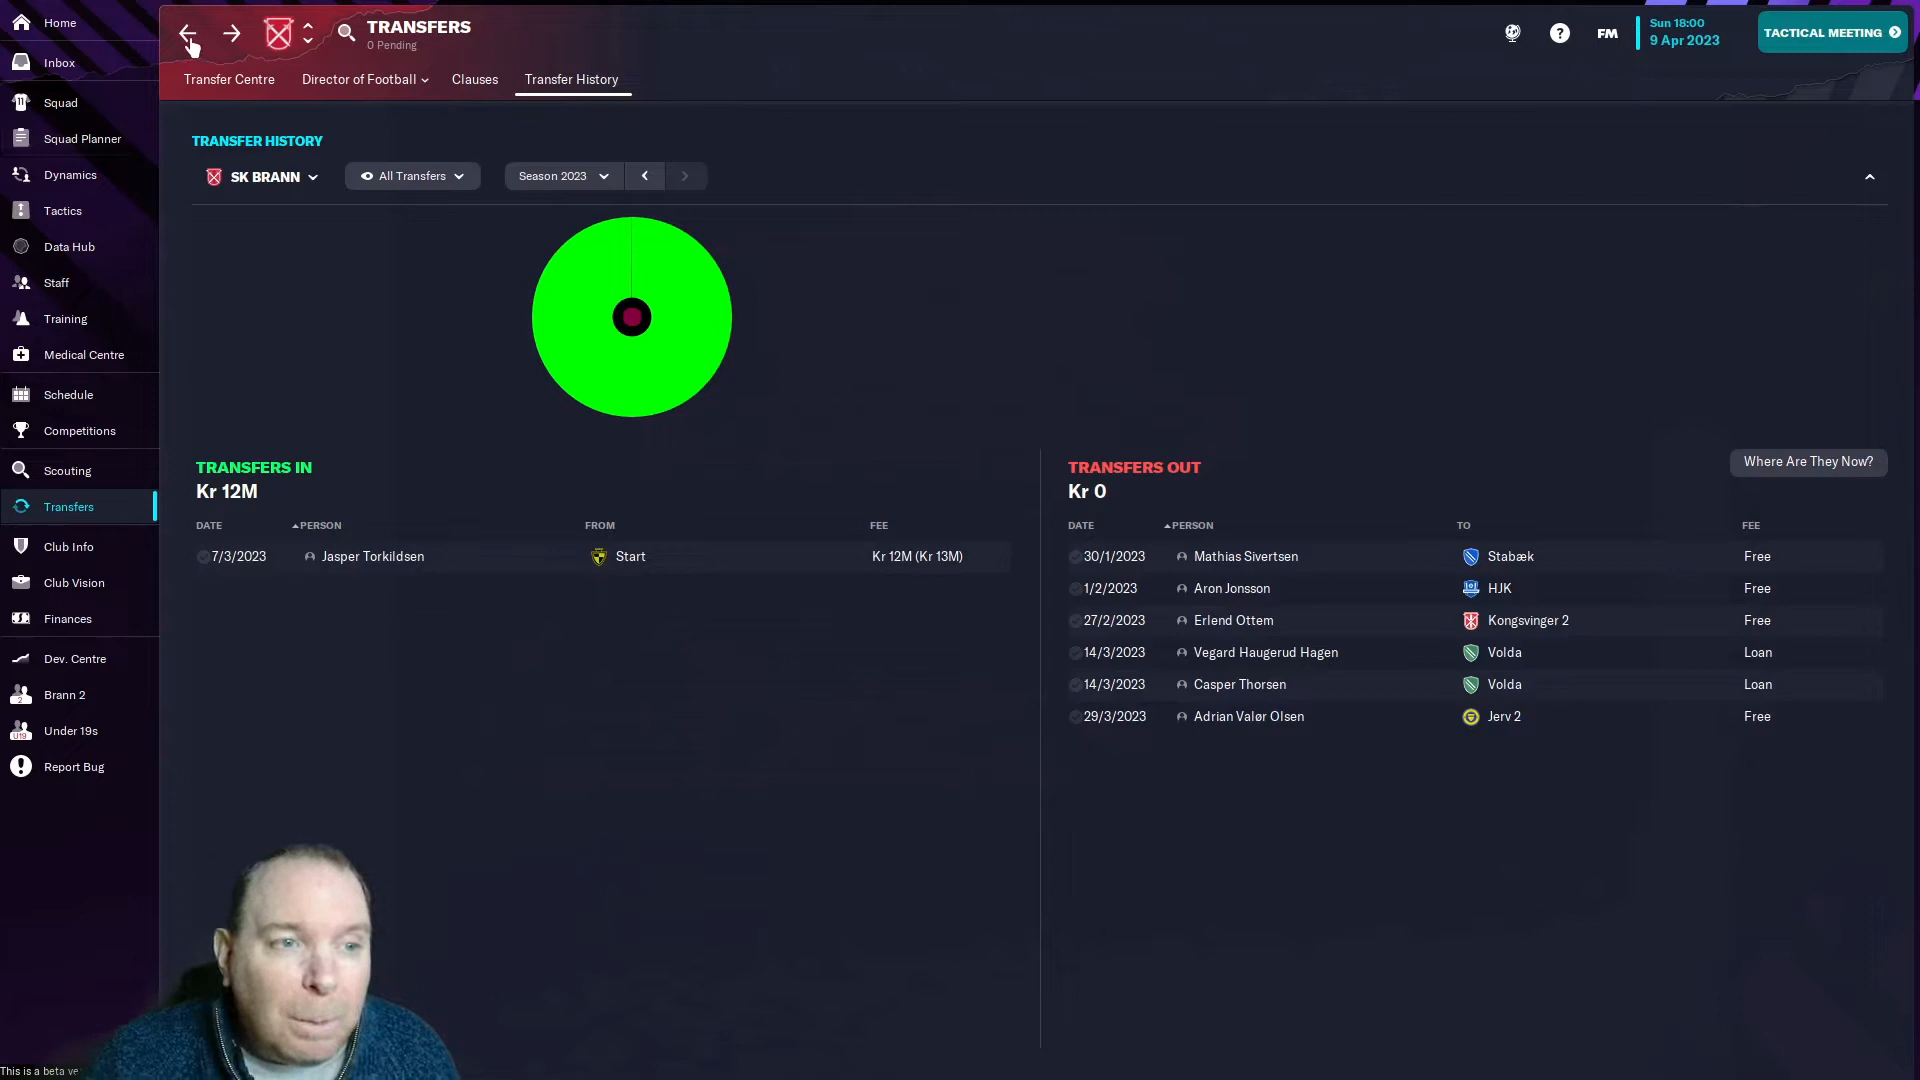 Home
Inbox
Squad
Squad Planner
Dynamics
Tactics
Data Hub
Staff
Training
Medical Centre
Schedule
Competitions
Scouting
Transfers
Club Info
Club Vision
Finances
Dev. Centre
Brann 2
Under 19s
Report Bug
This is a beta ve
TRANSFERS
0 Pending
FM
Sun 18:00
9 Apr 2023
TACTICAL MEETING
Transfer Centre Director of Football Clauses Transfer History
TRANSFER HISTORY
SK BRANN All Transfers Season 2023
TRANSFERS IN
Kr 12M
DATE PERSON FROM FEE
7/3/2023 Jasper Torkildsen Start Kr 12M (Kr 13M)
TRANSFERS OUT
Kr 0
Where Are They Now?
DATE PERSON TO FEE
30/1/2023 Mathias Sivertsen Stabæk Free
1/2/2023 Aron Jonsson HJK Free
27/2/2023 Erlend Ottem Kongsvinger 2 Free
14/3/2023 Vegard Haugerud Hagen Volda Loan
14/3/2023 Casper Thorsen Volda Loan
29/3/2023 Adrian Valør Olsen Jerv 2 Free